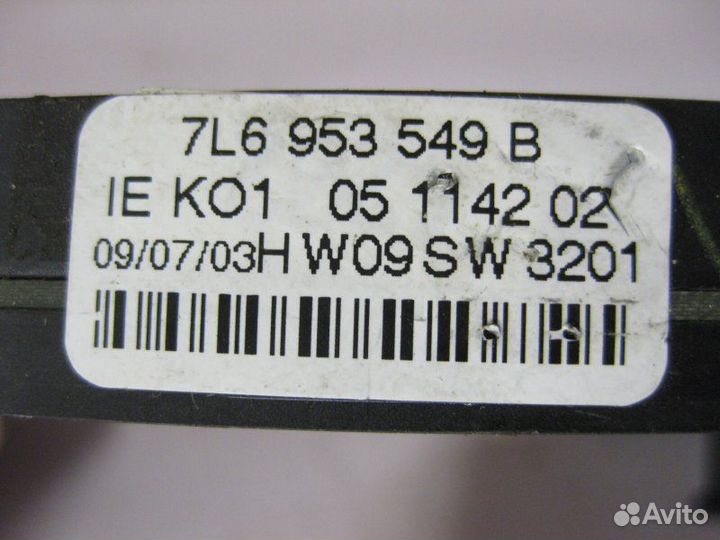 7L6 953 549 B
IE KO1 05 1142 02
09/07/03H W09 SW 3201
Avito